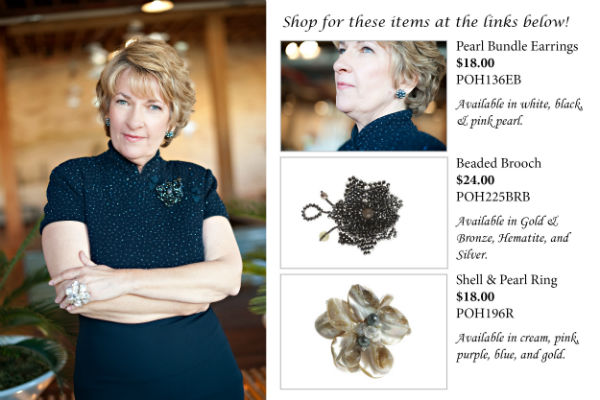 Shop for these items at the links below!
Pearl Bundle Earrings
$18.00
POH136EB
Available in white, black,
& pink pearl.
Beaded Brooch
$24.00
POH225BRB
Available in Gold &
Bronze, Hematite, and
Silver.
Shell & Pearl Ring
$18.00
POH196R
Available in cream, pink,
purple, blue, and gold.